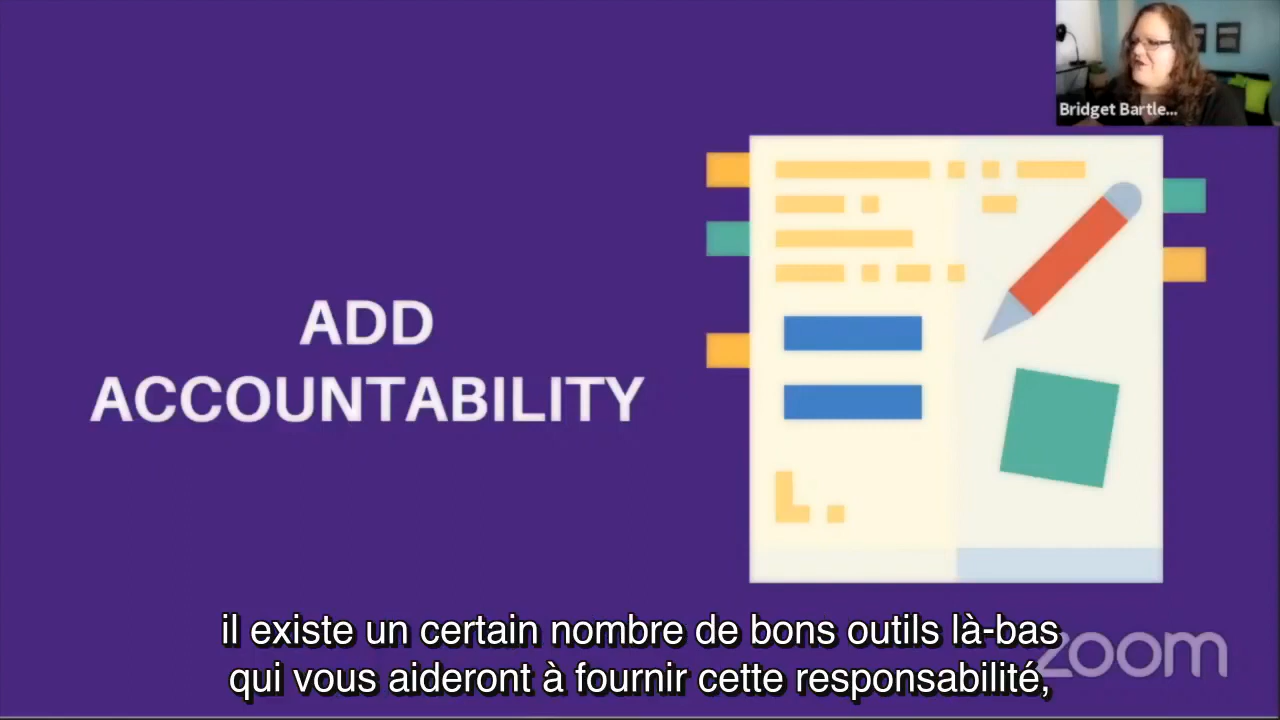 Bridget Bartle...
ADD
ACCOUNTABILITY
il existe un certain nombre de bons outils là-bas
qui vous aideront à fournir cette responsabilité,
zoom